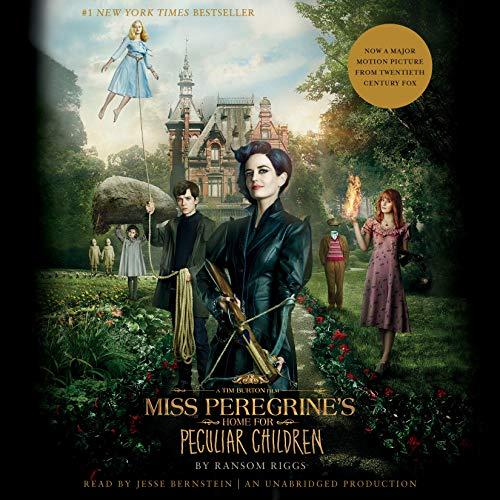 #1 NEW YORK TIMES BESTSELLER
NOW A MAJOR
MOTION PICTURE
FROM TWENTIETH
CENTURY FOX
A TIM BURTON FILM
MISS PEREGRINE'S
HOME FOR
PECULIAR CHILDREN
BY RANSOM RIGGS
READ BY JESSE BERNSTEIN | AN UNABRIDGED PRODUCTION